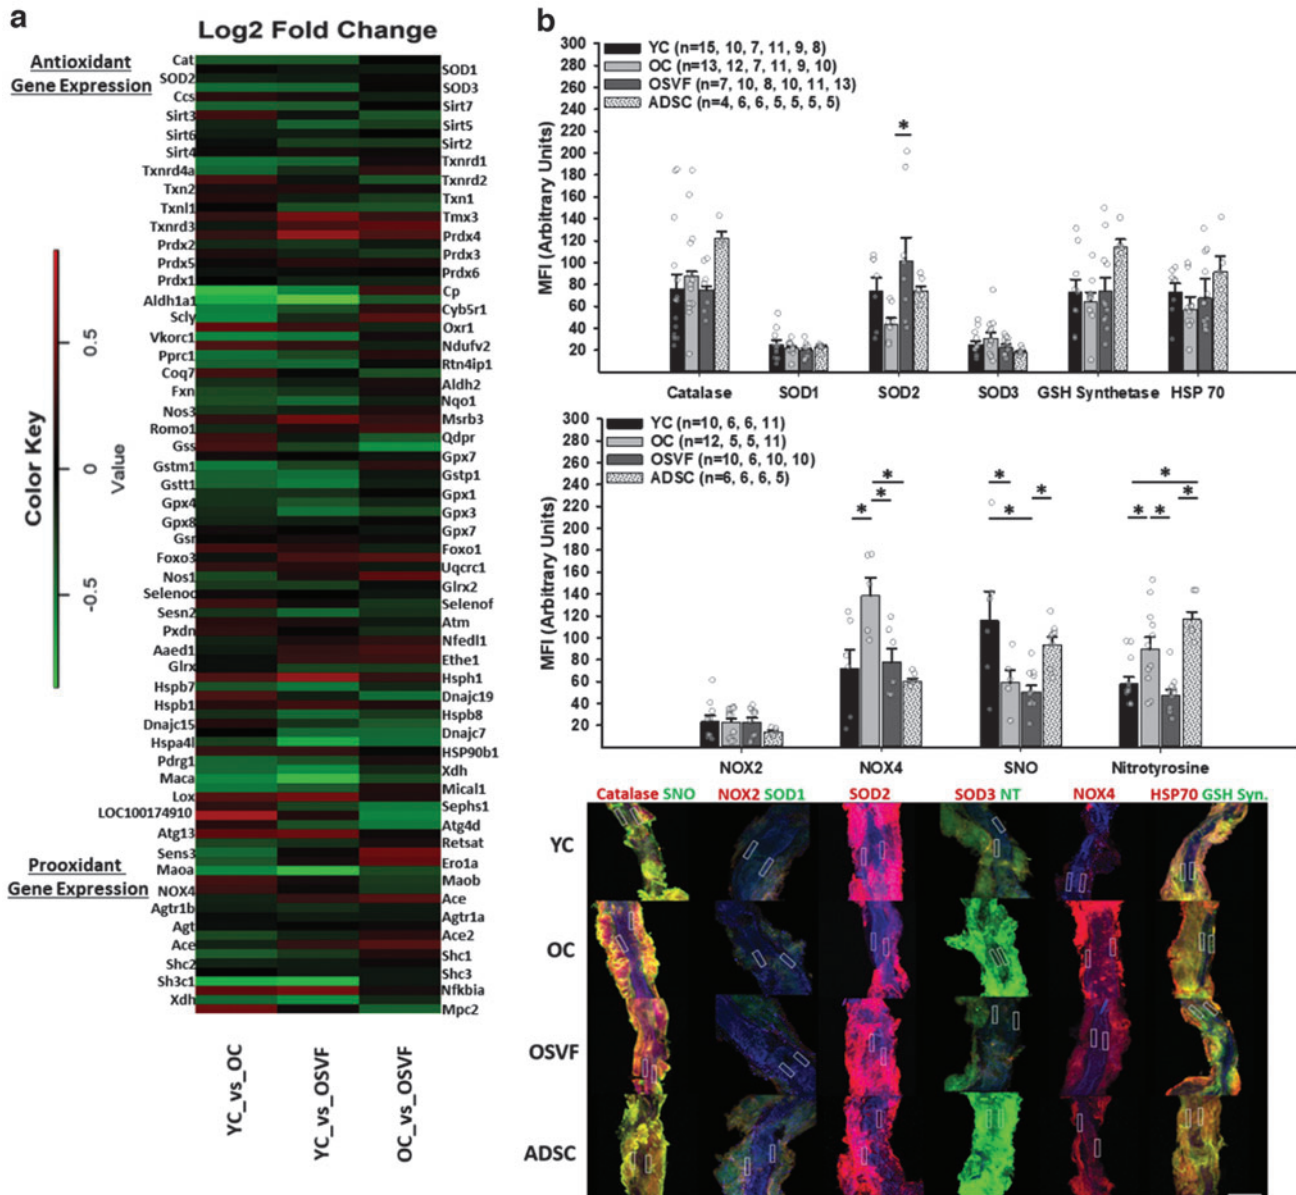 a
Log2 Fold Change
Antioxidant
Gene Expression
Cat
SOD1
SOD2
SOD3
Ccs
Sirt7
Sirt3
Sirt5
Sirt6
Sirt2
Sirt4
Txnrd1
Txnrd4a
Txnrd2
Txn2
Txn1
Txnl1
Tmx3
Txnrd3
Prdx4
Prdx2
Prdx3
Prdx5
Prdx6
Prdx1
Cp
Aldh1a1
Cyb5r1
Scly
Oxr1
Vkorc1
Ndufv2
Pprc1
Rtn4ip1
Coq7
Aldh2
Fxn
Nqo1
Nos3
Msrb3
Romo1
Qdpr
Gss
Gpx7
Gstm1
Gstp1
Gstt1
Gpx1
Gpx4
Gpx3
Gpx8
Gpx7
Gsr
Foxo1
Foxo3
Uqcrc1
Nos1
Glrx2
Selenoo
Selenof
Sesn2
Atm
Pxdn
Nfedl1
Aaed1
Ethe1
Glrx
Hsph1
Hspb7
Dnajc19
Hspb1
Hspb8
Dnajc15
Dnajc7
Hspa4l
HSP90b1
Pdrg1
Xdh
Maca
Mical1
Lox
Sephs1
LOC100174910
Atg4d
Atg13
Retsat
Sens3
Ero1a
Prooxidant
Gene Expression
Maoa
Maob
NOX4
Ace
Agtr1b
Agtr1a
Agt
Ace2
Ace
Shc1
Shc2
Shc3
Sh3c1
Nfkbia
Xdh
Mpc2
YC_vs_OC
YC_vs_OSVF
OC_vs_OSVF
Color Key
Value
0.5
0
-0.5
b
MFI (Arbitrary Units)
300
280
260
240
220
200
180
160
140
120
100
80
60
40
20
YC (n=15, 10, 7, 11, 9, 8)
OC (n=13, 12, 7, 11, 9, 10)
OSVF (n=7, 10, 8, 10, 11, 13)
ADSC (n=4, 6, 6, 5, 5, 5, 5)
*
Catalase SOD1 SOD2 SOD3 GSH Synthetase HSP 70
MFI (Arbitrary Units)
300
280
260
240
220
200
180
160
140
120
100
80
60
40
20
YC (n=10, 6, 6, 11)
OC (n=12, 5, 5, 11)
OSVF (n=10, 6, 10, 10)
ADSC (n=6, 6, 6, 5)
* * * * * * * * * *
NOX2 NOX4 SNO Nitrotyrosine
Catalase SNO NOX2 SOD1 SOD2 SOD3 NT NOX4 HSP70 GSH Syn.
YC
OC
OSVF
ADSC